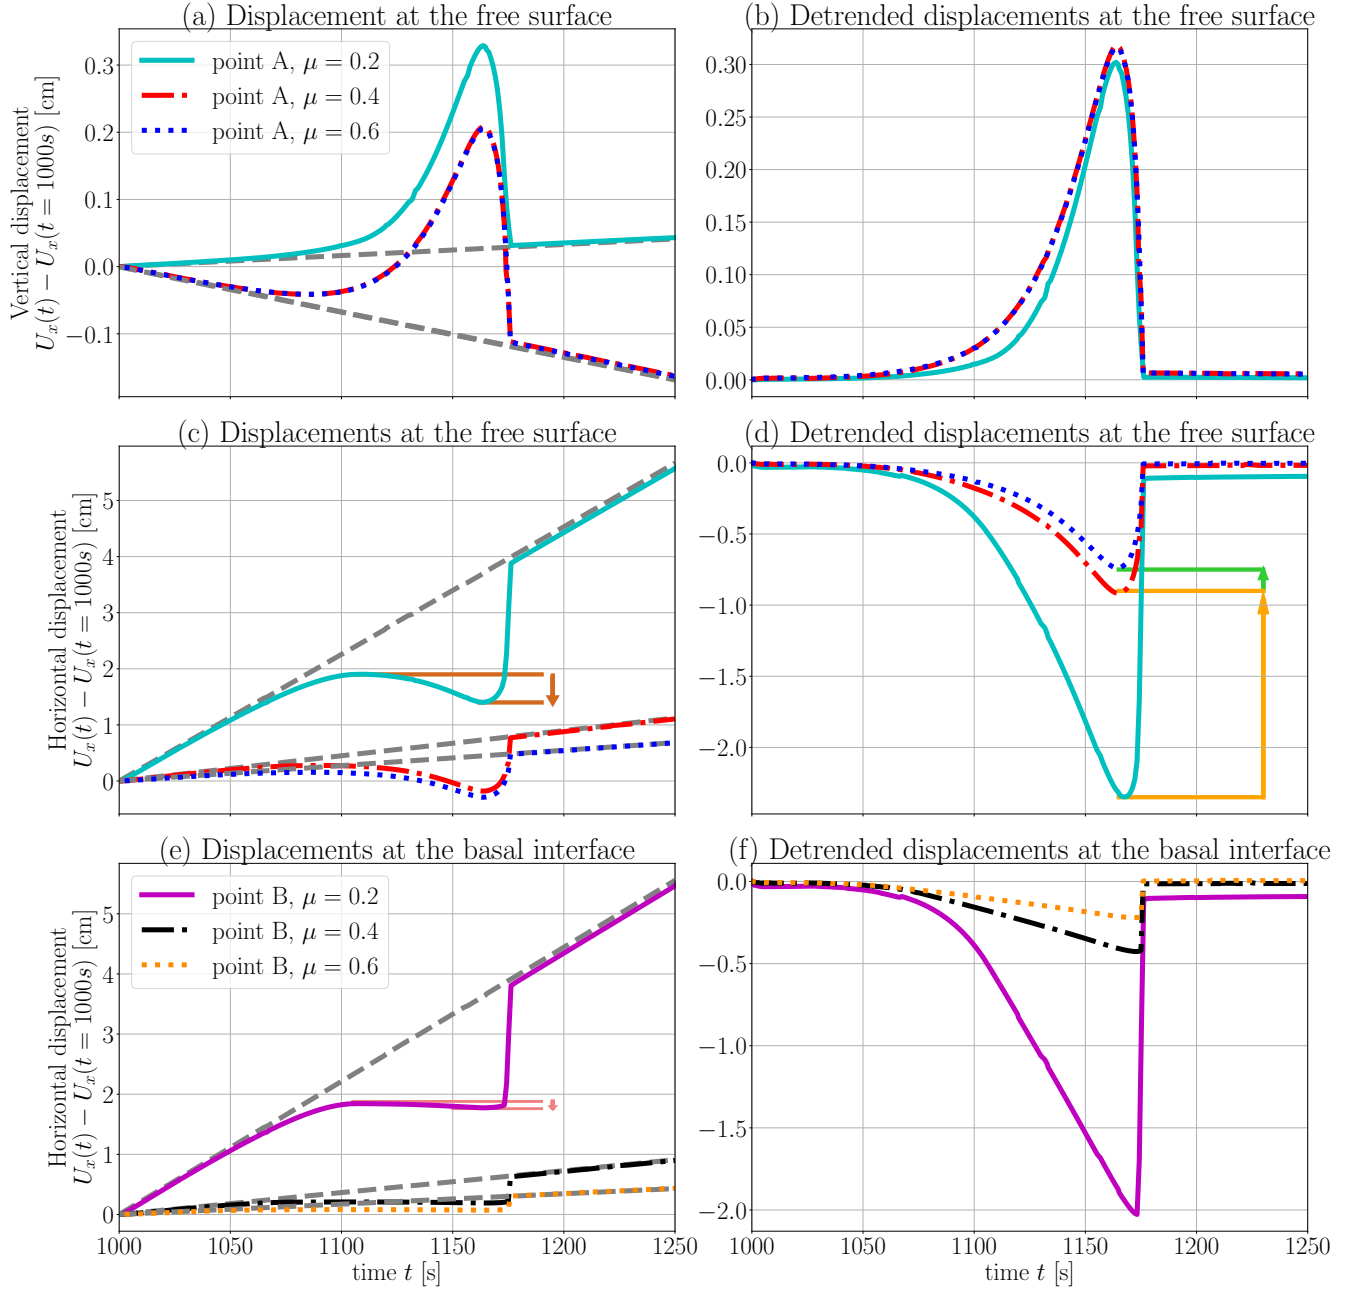 (a) Displacement at the free surface
(b) Detrended displacements at the free surface
Vertical displacement
U_x(t) − U_x(t = 1000s) [cm]
0.3
0.2
0.1
0.0
−0.1
point A, μ = 0.2
point A, μ = 0.4
point A, μ = 0.6
0.30
0.25
0.20
0.15
0.10
0.05
0.00
(c) Displacements at the free surface
(d) Detrended displacements at the free surface
Horizontal displacement
U_x(t) − U_x(t = 1000s) [cm]
5
4
3
2
1
0
0.0
−0.5
−1.0
−1.5
−2.0
(e) Displacements at the basal interface
(f) Detrended displacements at the basal interface
Horizontal displacement
U_x(t) − U_x(t = 1000s) [cm]
5
4
3
2
1
0
point B, μ = 0.2
point B, μ = 0.4
point B, μ = 0.6
0.0
−0.5
−1.0
−1.5
−2.0
1000 1050 1100 1150 1200 1250
time t [s]
1000 1050 1100 1150 1200 1250
time t [s]